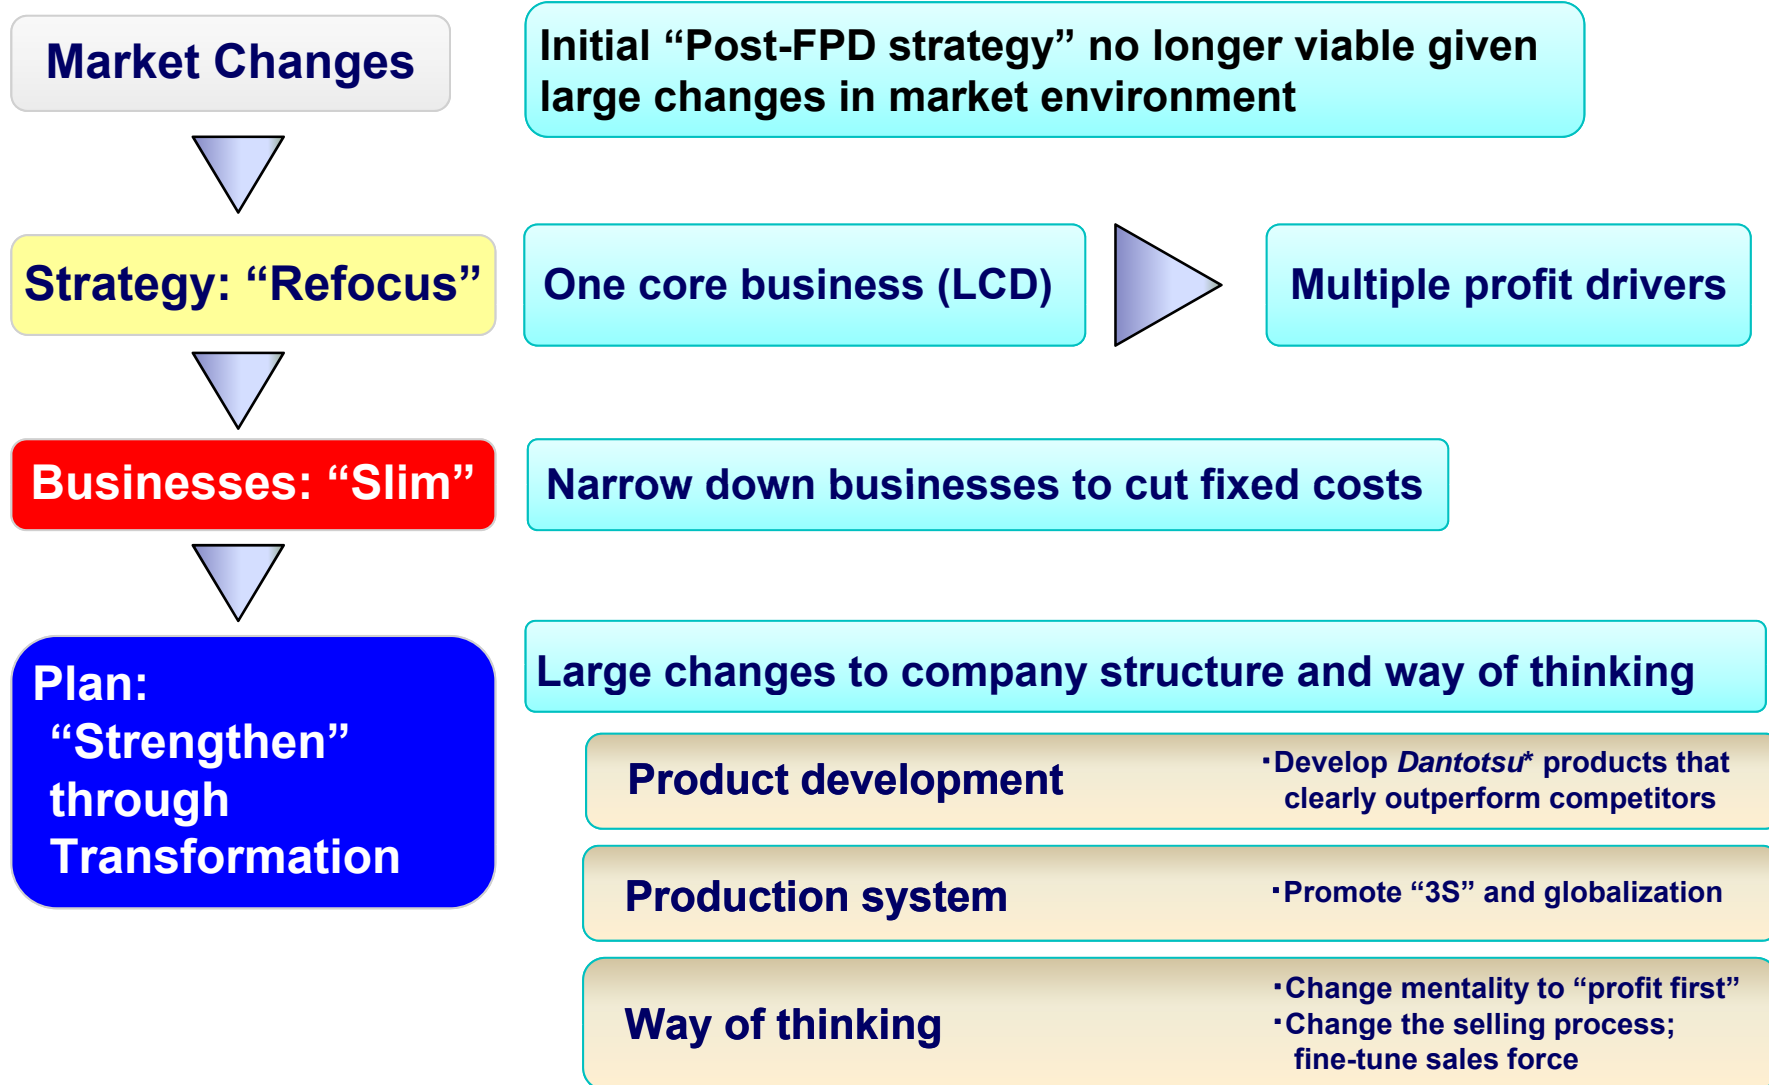 Market Changes
Initial “Post-FPD strategy” no longer viable given
large changes in market environment
Strategy: “Refocus”
One core business (LCD)
Multiple profit drivers
Businesses: “Slim”
Narrow down businesses to cut fixed costs
Plan:
“Strengthen”
through
Transformation
Large changes to company structure and way of thinking
Product development
・Develop Dantotsu* products that
clearly outperform competitors
Production system
・Promote “3S” and globalization
Way of thinking
・Change mentality to “profit first”
・Change the selling process;
fine-tune sales force